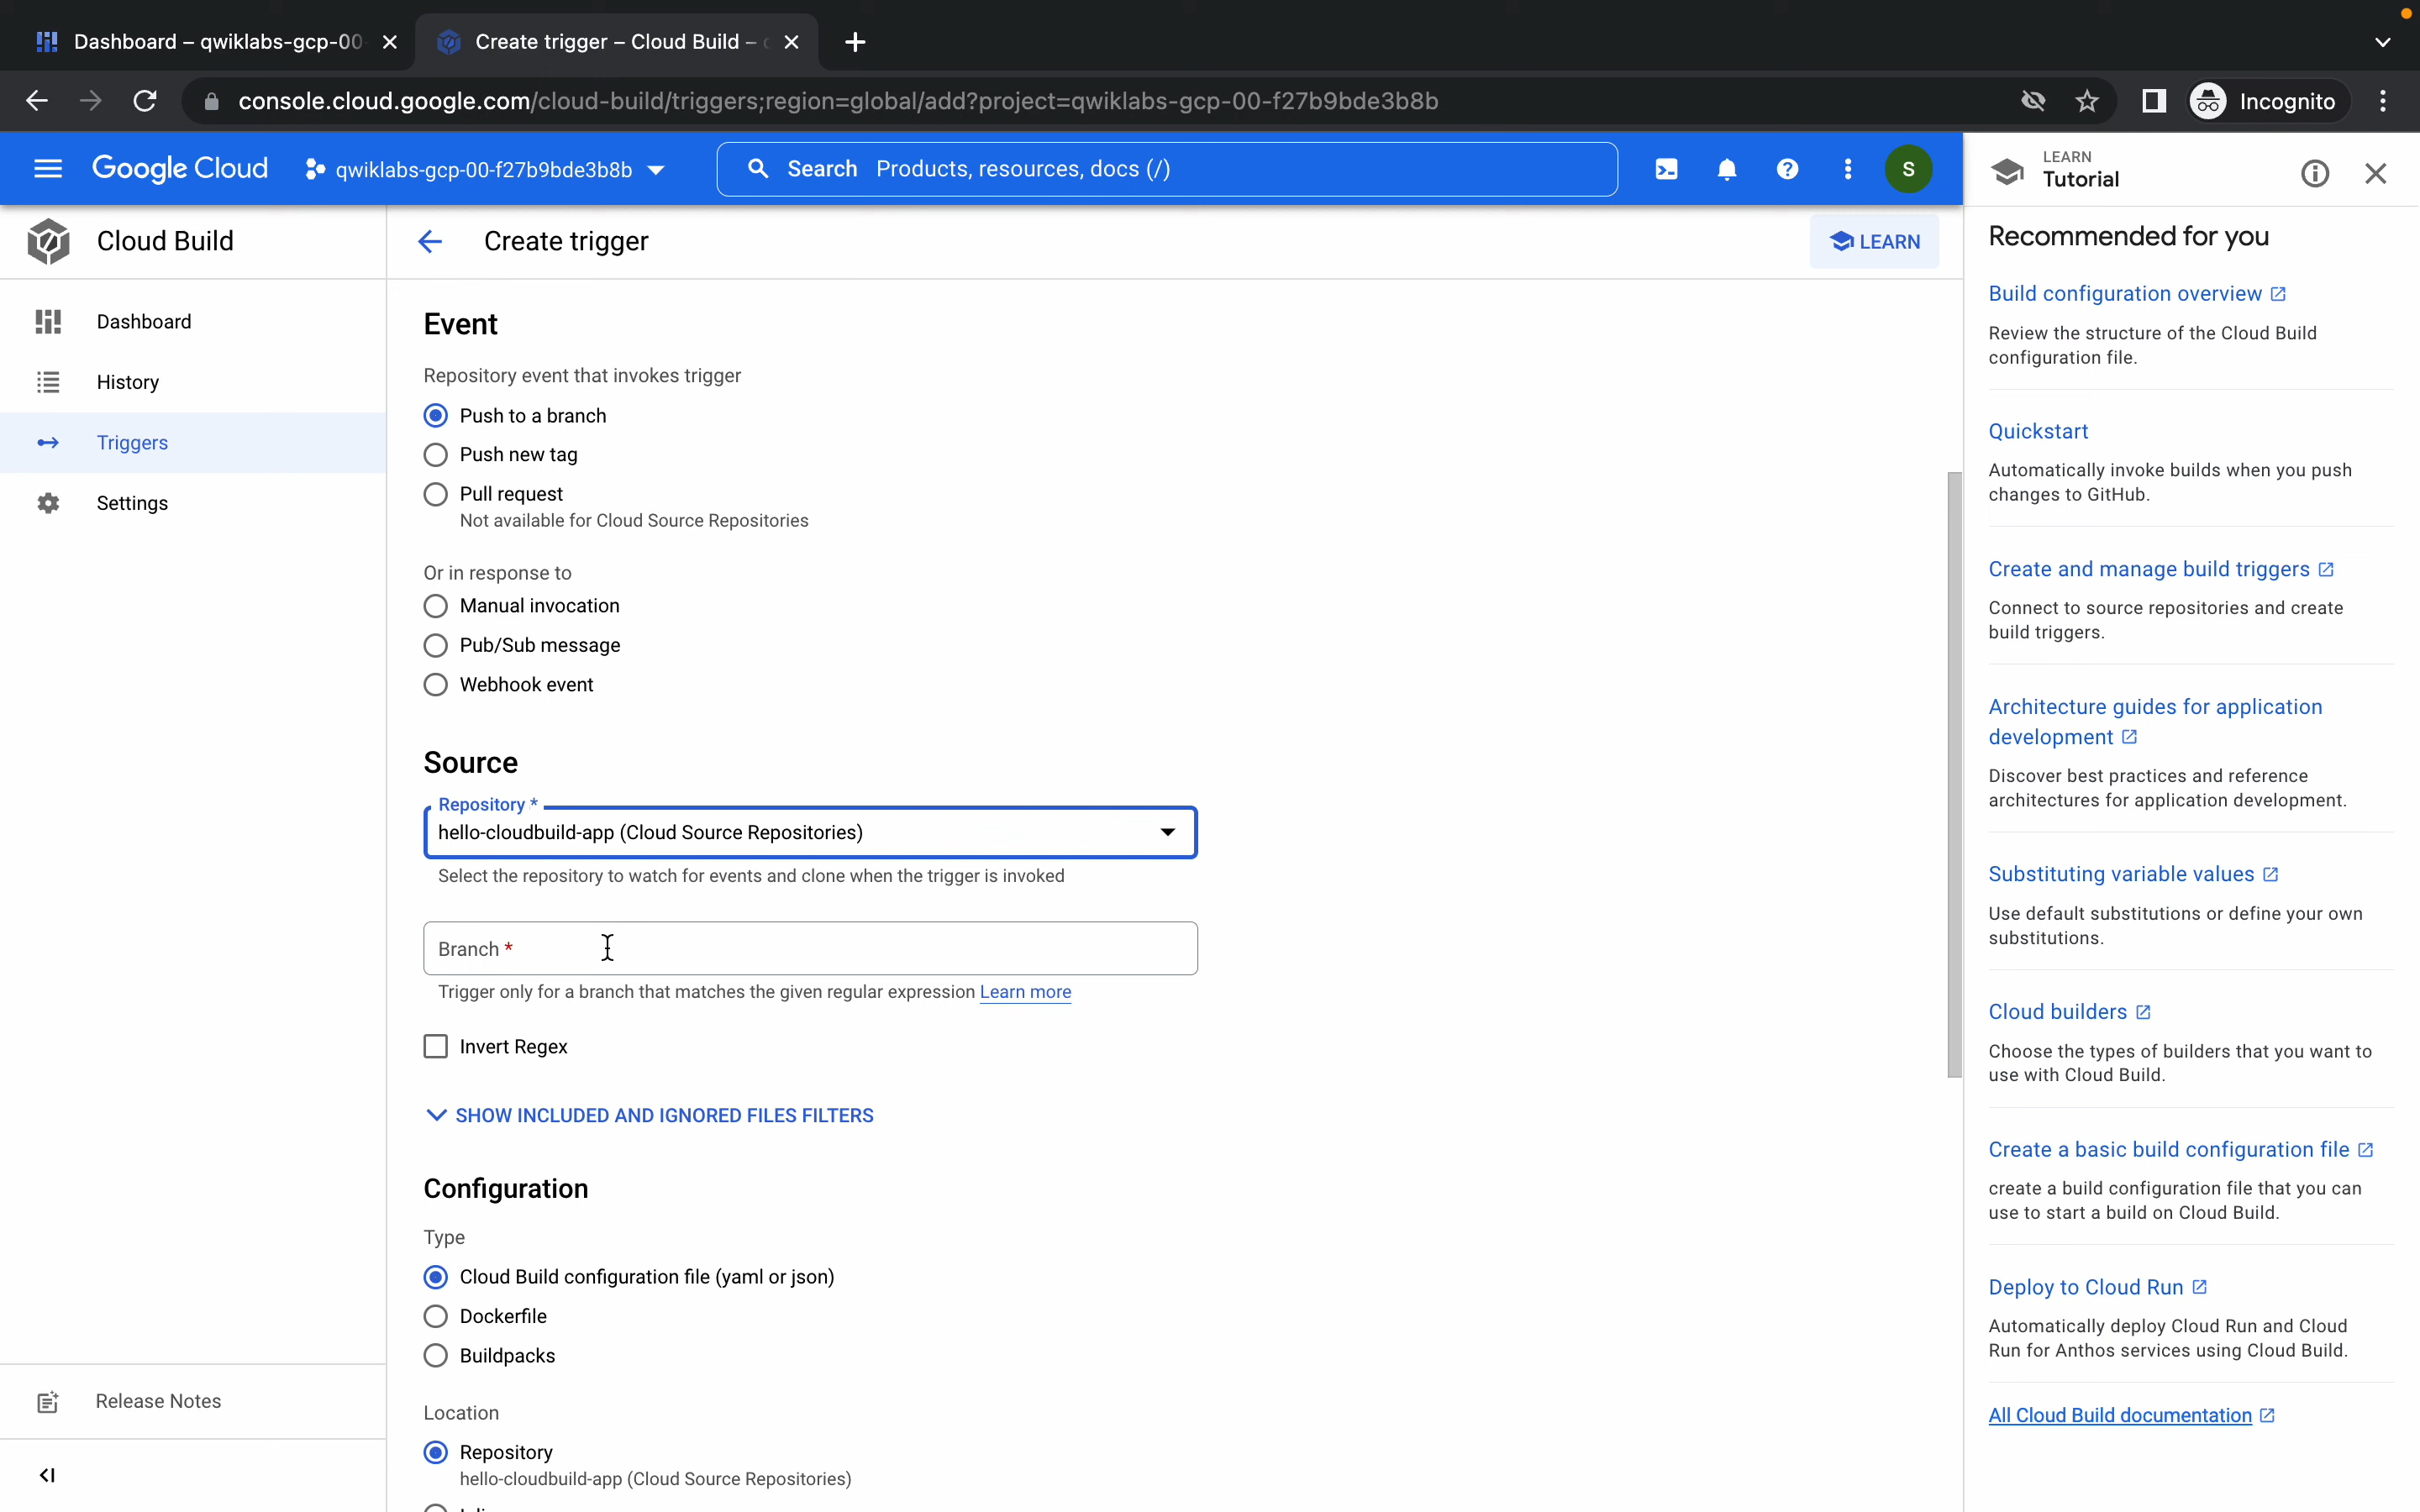 Dashboard – qwiklabs-gcp-00
Create trigger – Cloud Build –
console.cloud.google.com/cloud-build/triggers;region=global/add?project=qwiklabs-gcp-00-f27b9bde3b8b
Incognito
Google Cloud
qwiklabs-gcp-00-f27b9bde3b8b
Search Products, resources, docs (/)
S
LEARN
Tutorial
Cloud Build
Create trigger
LEARN
Dashboard
History
Triggers
Settings
Release Notes
Event
Repository event that invokes trigger
Push to a branch
Push new tag
Pull request
Not available for Cloud Source Repositories
Or in response to
Manual invocation
Pub/Sub message
Webhook event
Source
Repository *
hello-cloudbuild-app (Cloud Source Repositories)
Select the repository to watch for events and clone when the trigger is invoked
Branch *
Trigger only for a branch that matches the given regular expression Learn more
Invert Regex
SHOW INCLUDED AND IGNORED FILES FILTERS
Configuration
Type
Cloud Build configuration file (yaml or json)
Dockerfile
Buildpacks
Location
Repository
hello-cloudbuild-app (Cloud Source Repositories)
Recommended for you
Build configuration overview
Review the structure of the Cloud Build
configuration file.
Quickstart
Automatically invoke builds when you push
changes to GitHub.
Create and manage build triggers
Connect to source repositories and create
build triggers.
Architecture guides for application
development
Discover best practices and reference
architectures for application development.
Substituting variable values
Use default substitutions or define your own
substitutions.
Cloud builders
Choose the types of builders that you want to
use with Cloud Build.
Create a basic build configuration file
create a build configuration file that you can
use to start a build on Cloud Build.
Deploy to Cloud Run
Automatically deploy Cloud Run and Cloud
Run for Anthos services using Cloud Build.
All Cloud Build documentation